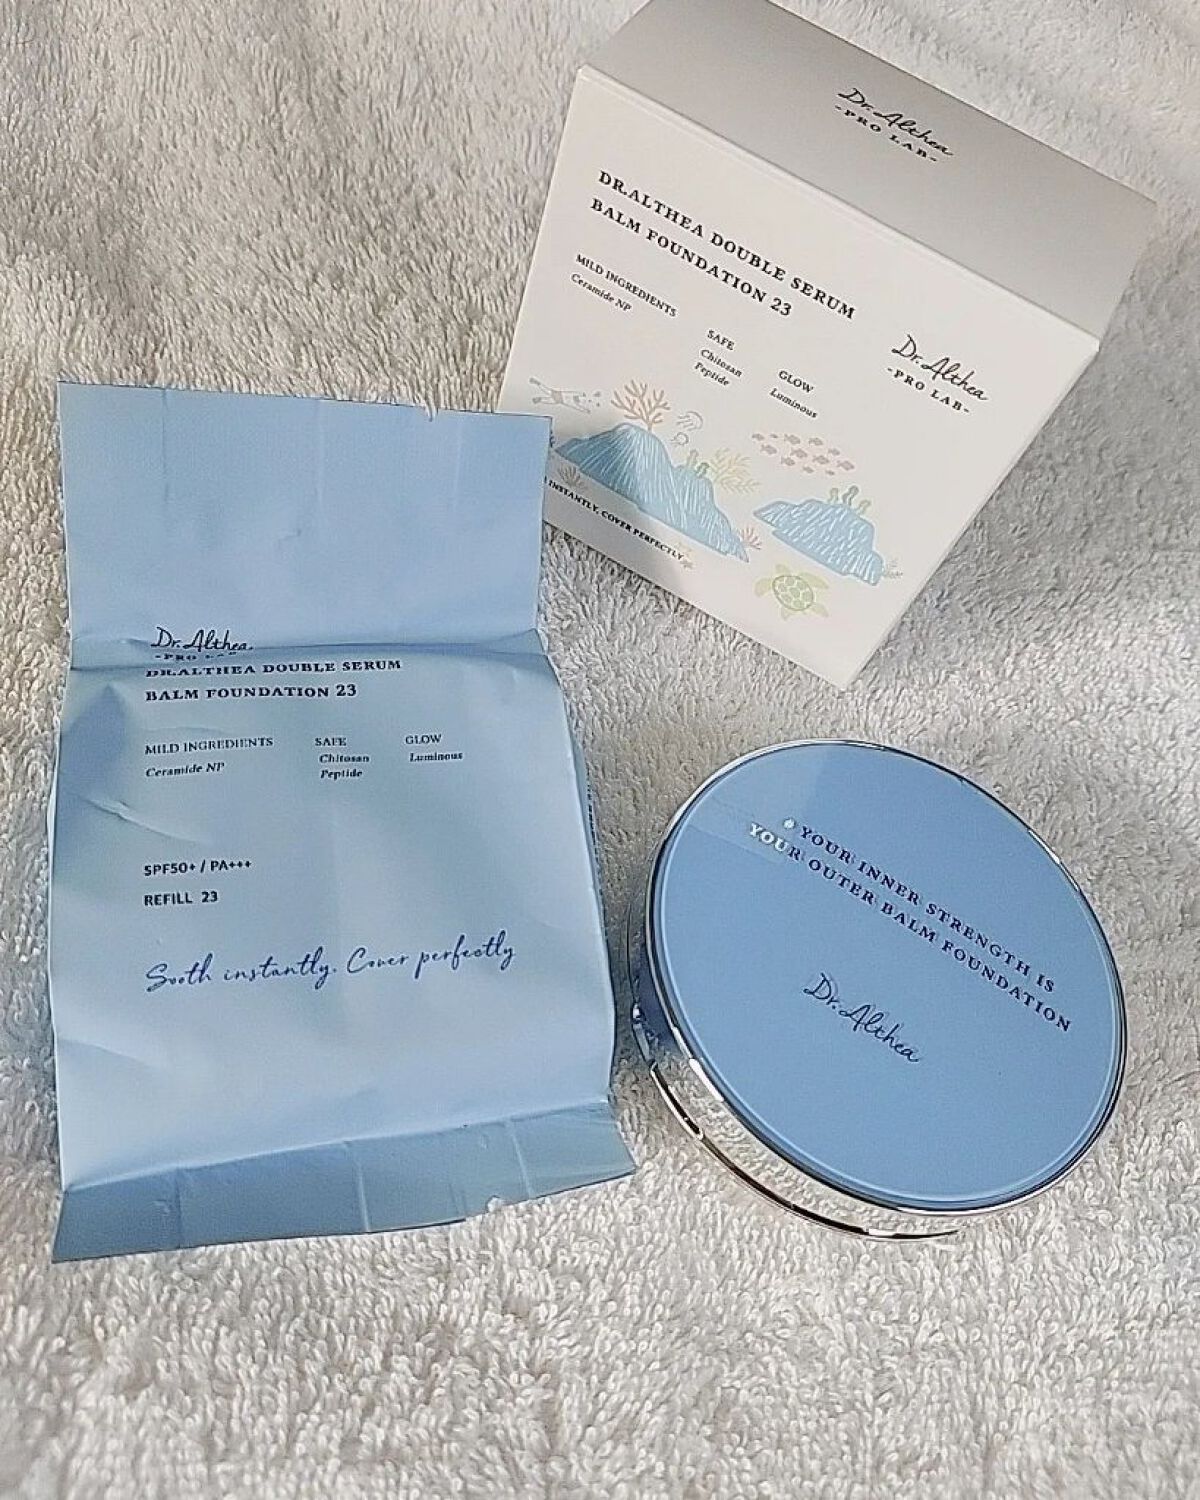 Dr. Althea
-PRO LAB-
DR.ALTHEA DOUBLE SERUM
BALM FOUNDATION 23
MILD INGREDIENTS
Ceramide NP
SAFE
Chitosan
Peptide
GLOW
Luminous
Dr. Althea
-PRO LAB-
INSTANTLY, COVER PERFECTLY
Dr. Althea
-PRO LAB-
DR.ALTHEA DOUBLE SERUM
BALM FOUNDATION 23
MILD INGREDIENTS
Ceramide NP
SAFE
Chitosan
Peptide
GLOW
Luminous
SPF50+ / PA+++
REFILL 23
Sooth instantly. Cover perfectly
# YOUR INNER STRENGTH IS
YOUR OUTER BALM FOUNDATION
Dr. Althea